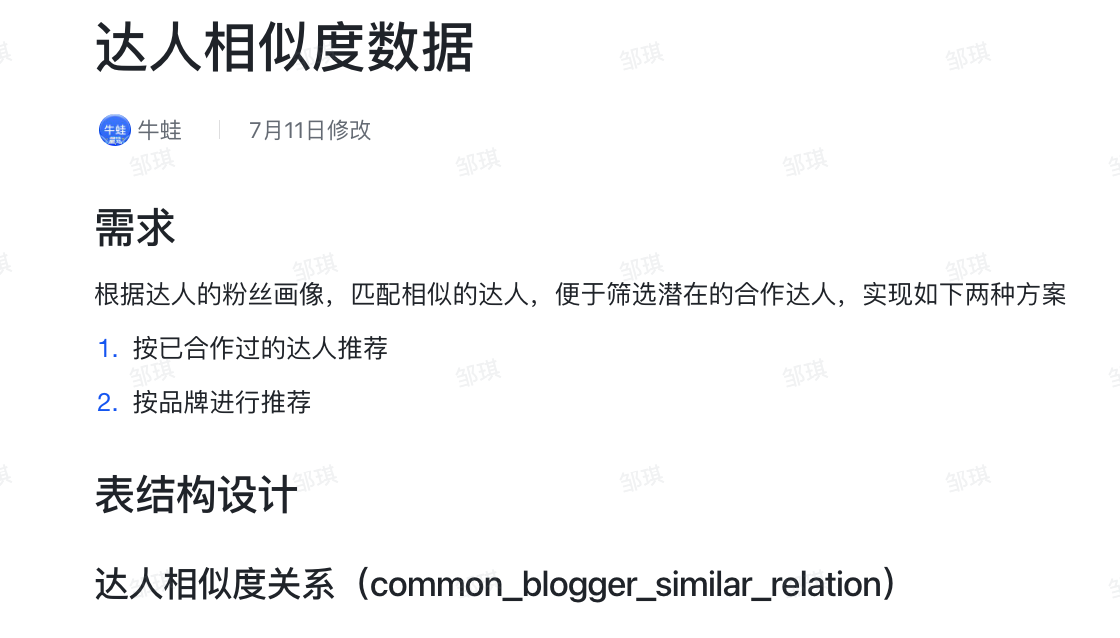 达人相似度数据
牛蛙
牛蛙
7月11日修改
需求
根据达人的粉丝画像，匹配相似的达人，便于筛选潜在的合作达人，实现如下两种方案
1. 按已合作过的达人推荐
2. 按品牌进行推荐
表结构设计
达人相似度关系（common_blogger_similar_relation）
邹琪